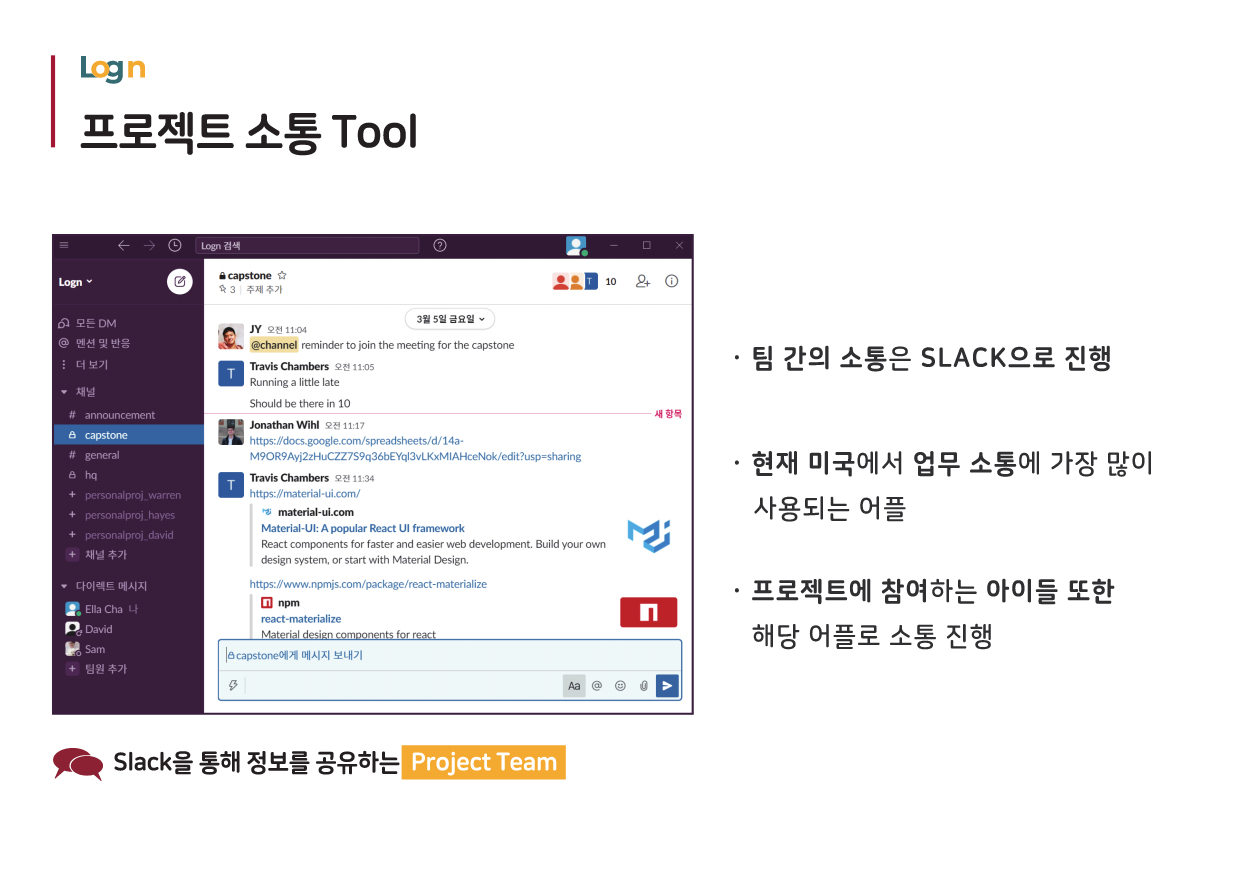 Logn
프로젝트 소통 Tool
Logn 검색
Logn
모든 DM
멘션 및 반응
더 보기
채널
# announcement
capstone
# general
hq
+ personalproj_warren
+ personalproj_hayes
+ personalproj_david
+ 채널 추가
다이렉트 메시지
Ella Cha 나
David
Sam
+ 팀원 추가
capstone
3 | 주제 추가
T 10
3월 5일 금요일
JY 오전 11:04
@channel reminder to join the meeting for the capstone
T
Travis Chambers 오전 11:05
Running a little late
Should be there in 10
새 항목
Jonathan Wihl 오전 11:17
https://docs.google.com/spreadsheets/d/14a-
M9OR9Ayj2zHuCZZ7S9q36bEYql3vLKxMIAHceNok/edit?usp=sharing
T
Travis Chambers 오전 11:34
https://material-ui.com/
material-ui.com
Material-UI: A popular React UI framework
React components for faster and easier web development. Build your own
design system, or start with Material Design.
https://www.npmjs.com/package/react-materialize
npm
react-materialize
Material design components for react
capstone에게 메시지 보내기
Aa @
· 팀 간의 소통은 SLACK으로 진행
· 현재 미국에서 업무 소통에 가장 많이
사용되는 어플
· 프로젝트에 참여하는 아이들 또한
해당 어플로 소통 진행
Slack을 통해 정보를 공유하는 Project Team